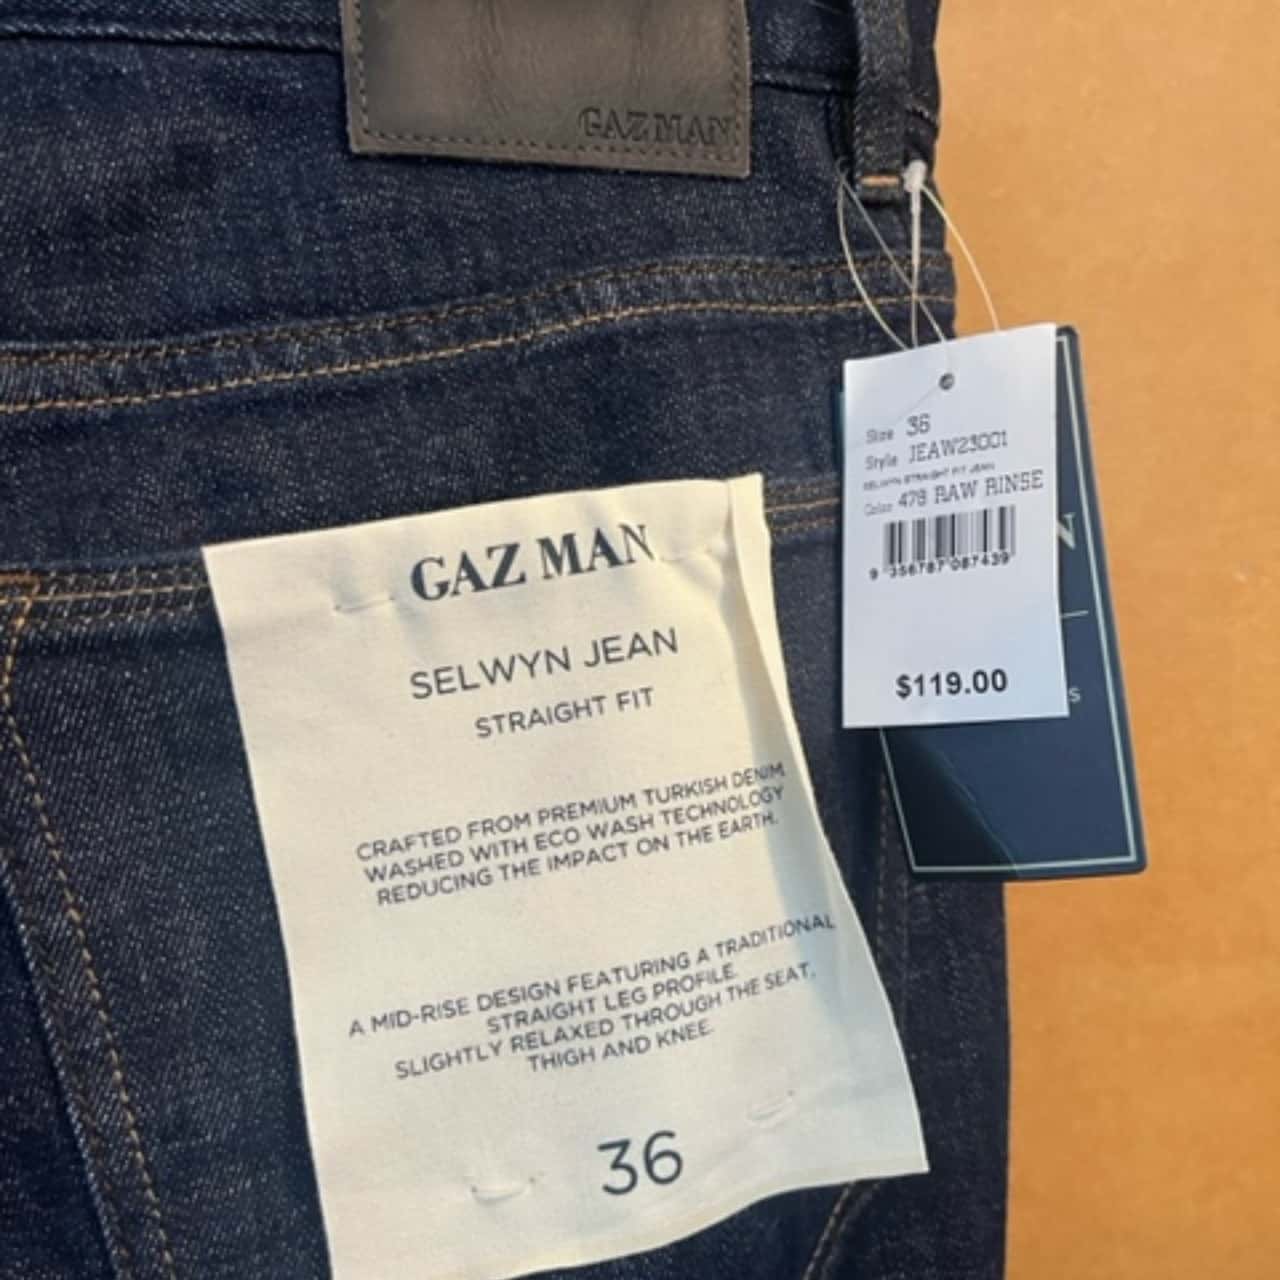 GAZ MAN
Size 36
Style JEAW23001
SELWYN STRAIGHT FIT JEAN
Color 479 RAW RINSE
9 356787 087439
$119.00
N
S
GAZ MAN
SELWYN JEAN
STRAIGHT FIT
CRAFTED FROM PREMIUM TURKISH DENIM
WASHED WITH ECO WASH TECHNOLOGY
REDUCING THE IMPACT ON THE EARTH.
A MID-RISE DESIGN FEATURING A TRADITIONAL
STRAIGHT LEG PROFILE.
SLIGHTLY RELAXED THROUGH THE SEAT,
THIGH AND KNEE.
36